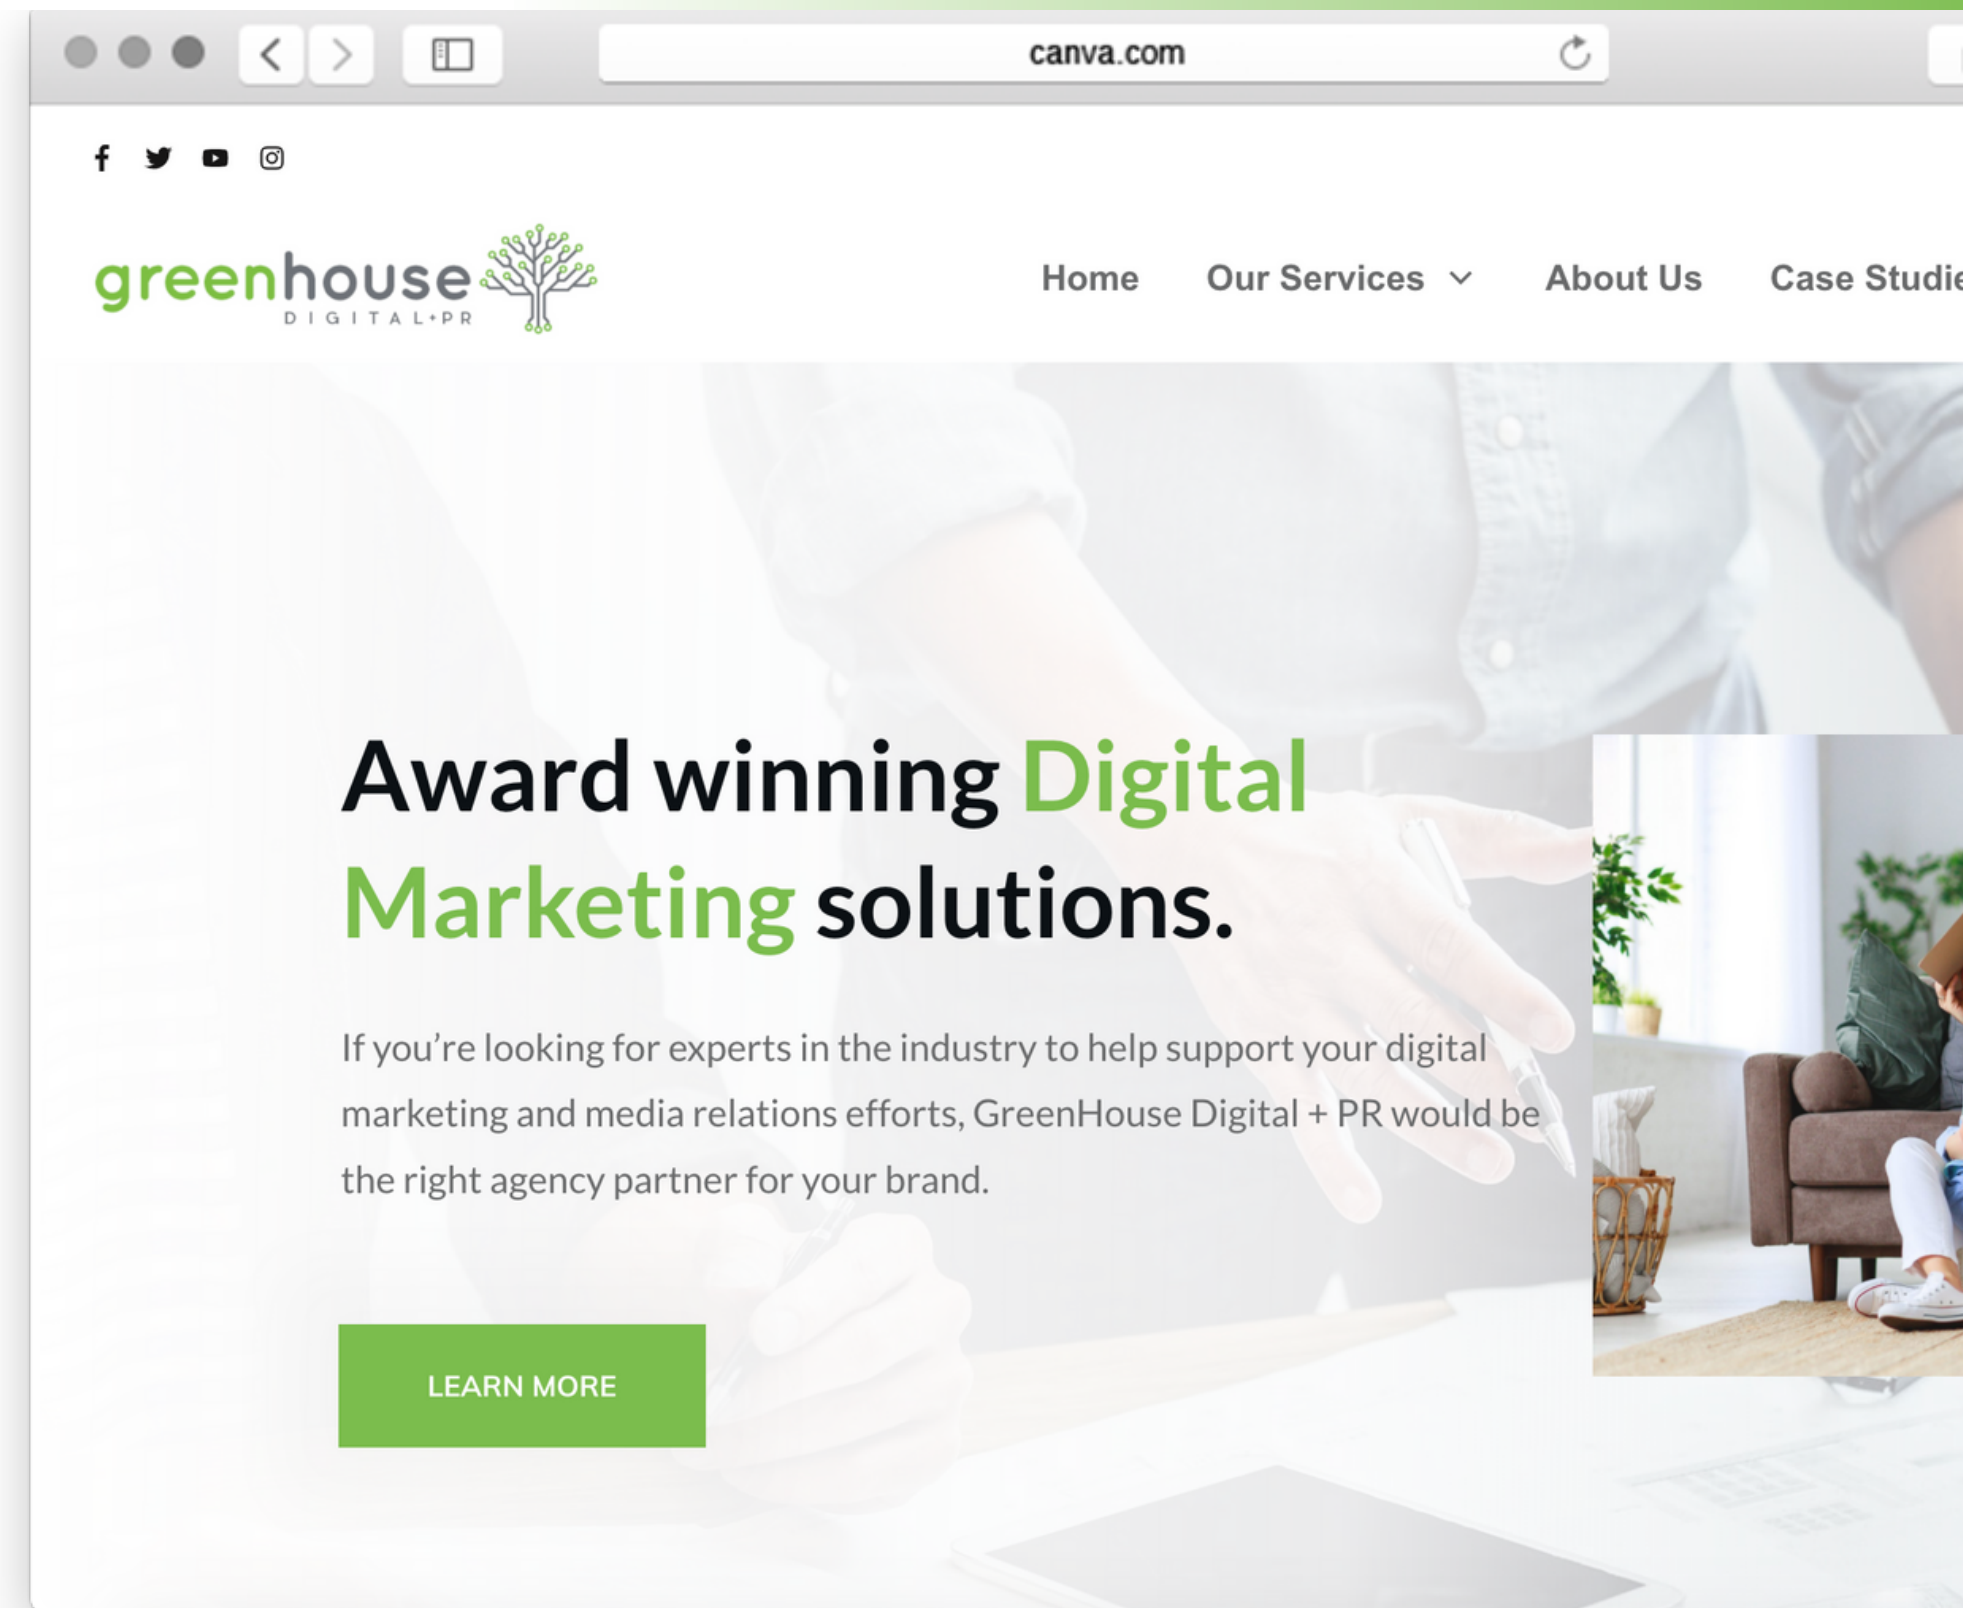 canva.com
greenhouse
DIGITAL+PR
Home Our Services About Us Case Studie
Award winning Digital
Marketing solutions.
If you’re looking for experts in the industry to help support your digital
marketing and media relations efforts, GreenHouse Digital + PR would be
the right agency partner for your brand.
LEARN MORE